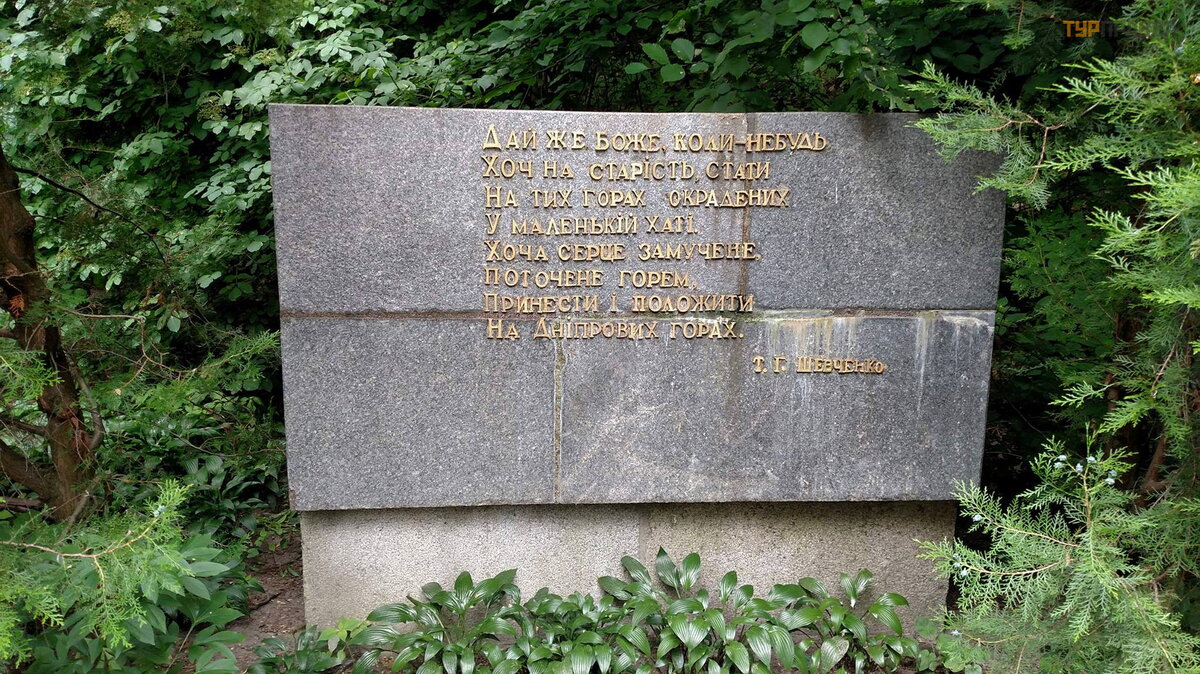 Дай же Боже, коли-небудь
Хоч на старість, стати
На тих горах окрадених
У маленькій хаті.
Хоча серце замучене,
Поточене горем,
Принести і положити
На Дніпрових горах.
Т. Г. Шевченко